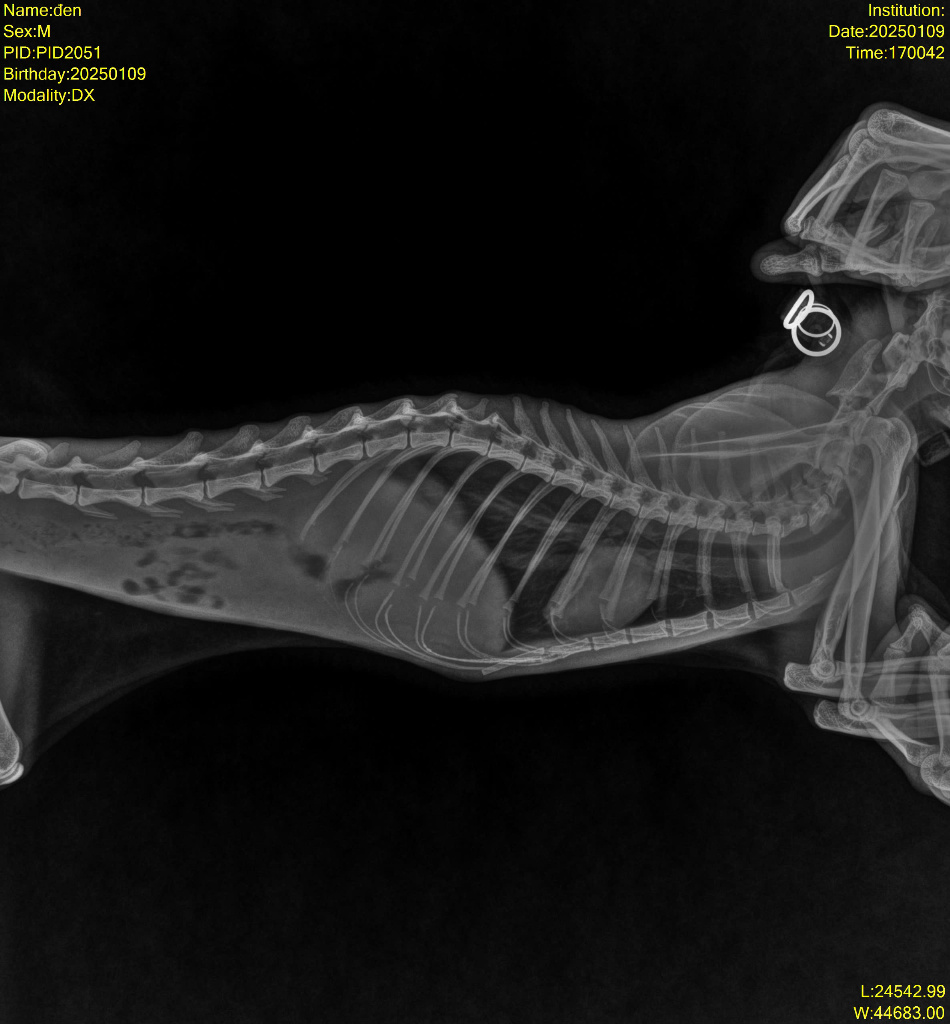 Name:đen
Sex:M
PID:PID2051
Birthday:20250109
Modality:DX
Institution:
Date:20250109
Time:170042
L:24542.99
W:44683.00